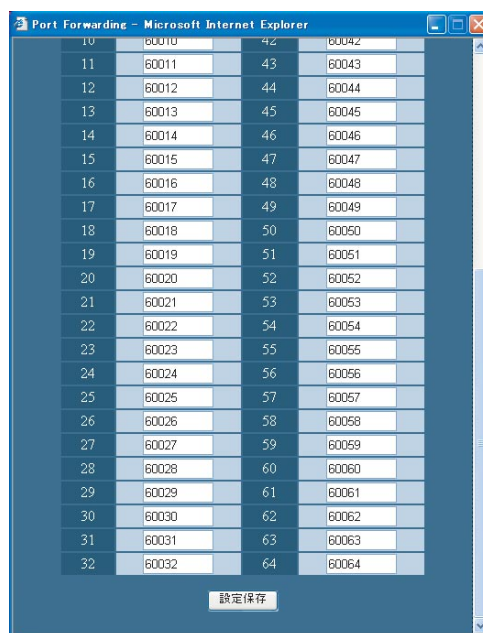 Port Forwarding - Microsoft Internet Explorer
10 60010 42 60042
11 60011 43 60043
12 60012 44 60044
13 60013 45 60045
14 60014 46 60046
15 60015 47 60047
16 60016 48 60048
17 60017 49 60049
18 60018 50 60050
19 60019 51 60051
20 60020 52 60052
21 60021 53 60053
22 60022 54 60054
23 60023 55 60055
24 60024 56 60056
25 60025 57 60057
26 60026 58 60058
27 60027 59 60059
28 60028 60 60060
29 60029 61 60061
30 60030 62 60062
31 60031 63 60063
32 60032 64 60064
設定保存